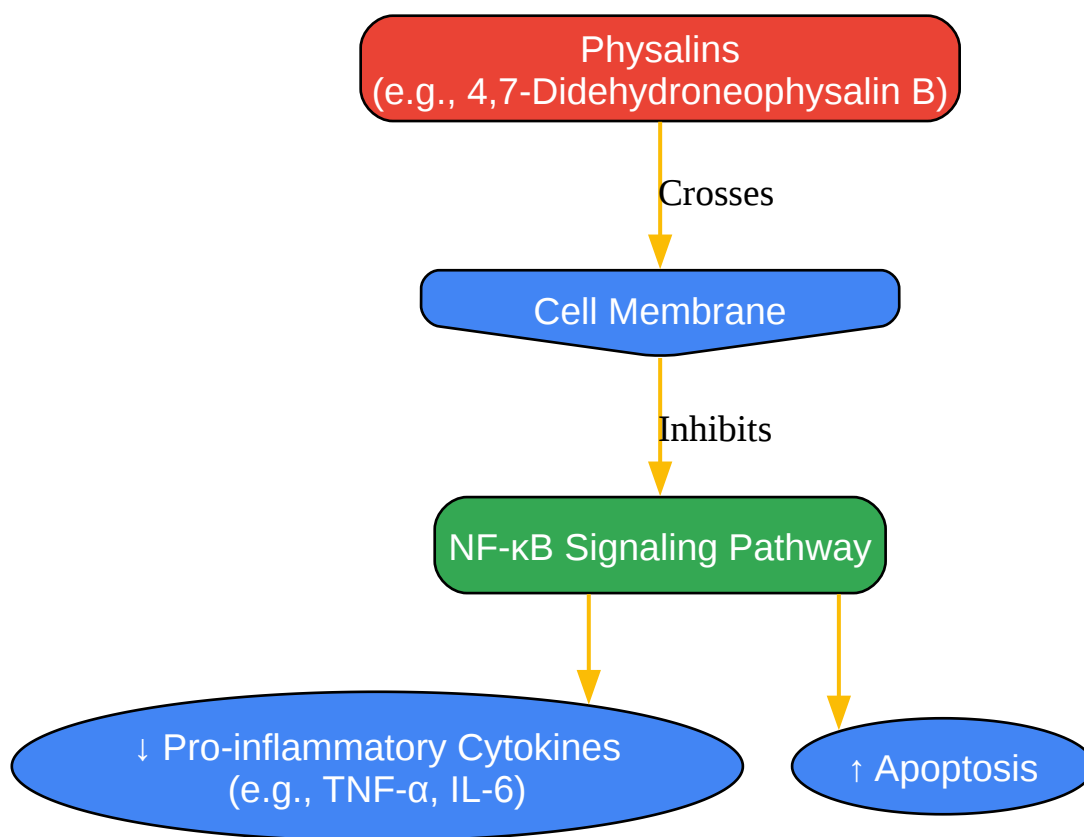 Physalins
(e.g., 4,7-Didehydroneophysalin B)
Crosses
Cell Membrane
Inhibits
NF-κB Signaling Pathway
↓ Pro-inflammatory Cytokines
(e.g., TNF-α, IL-6)
↑ Apoptosis